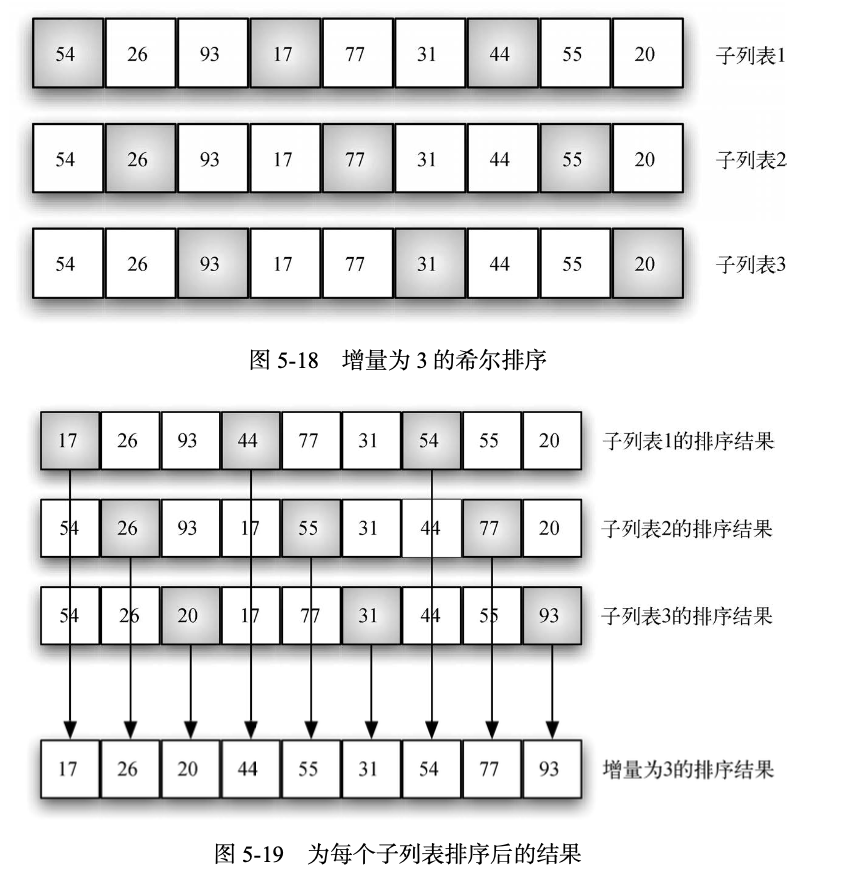 54 26 93 17 77 31 44 55 20 子列表1
54 26 93 17 77 31 44 55 20 子列表2
54 26 93 17 77 31 44 55 20 子列表3
图 5-18 增量为 3 的希尔排序
17 26 93 44 77 31 54 55 20 子列表1的排序结果
54 26 93 17 55 31 44 77 20 子列表2的排序结果
54 26 20 17 77 31 44 55 93 子列表3的排序结果
17 26 20 44 55 31 54 77 93 增量为3的排序结果
图 5-19 为每个子列表排序后的结果